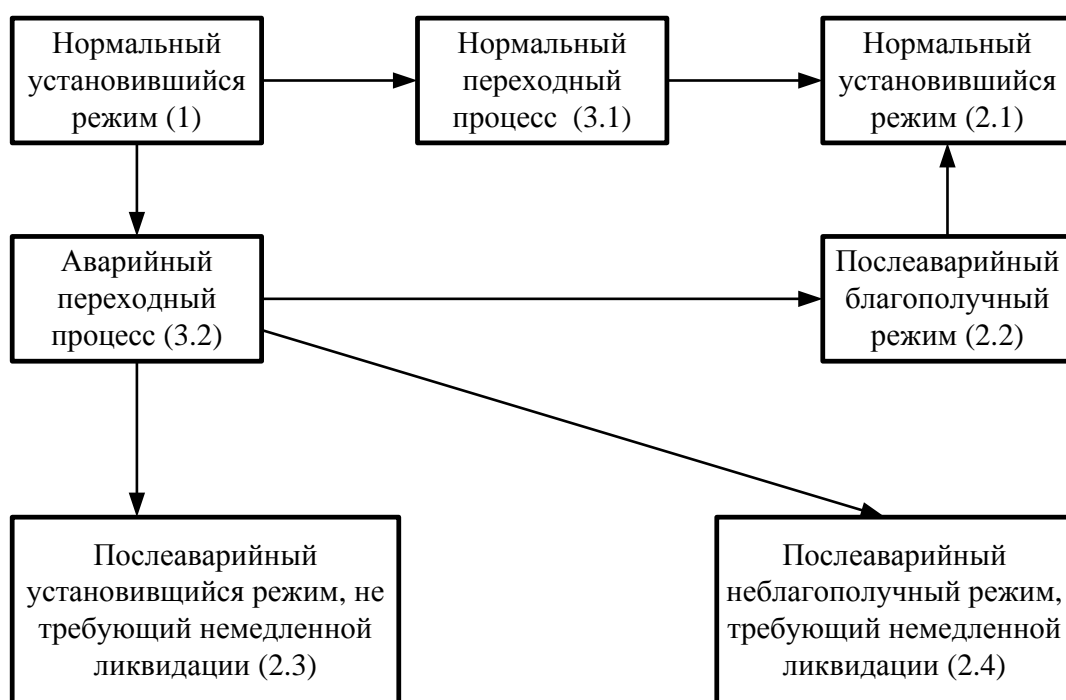 Нормальный
установившийся
режим (1)
Нормальный
переходный
процесс (3.1)
Нормальный
установившийся
режим (2.1)
Аварийный
переходный
процесс (3.2)
Послеаварийный
благополучный
режим (2.2)
Послеаварийный
установивщийся режим, не
требующий немедленной
ликвидации (2.3)
Послеаварийный
неблагополучный режим,
требующий немедленной
ликвидации (2.4)